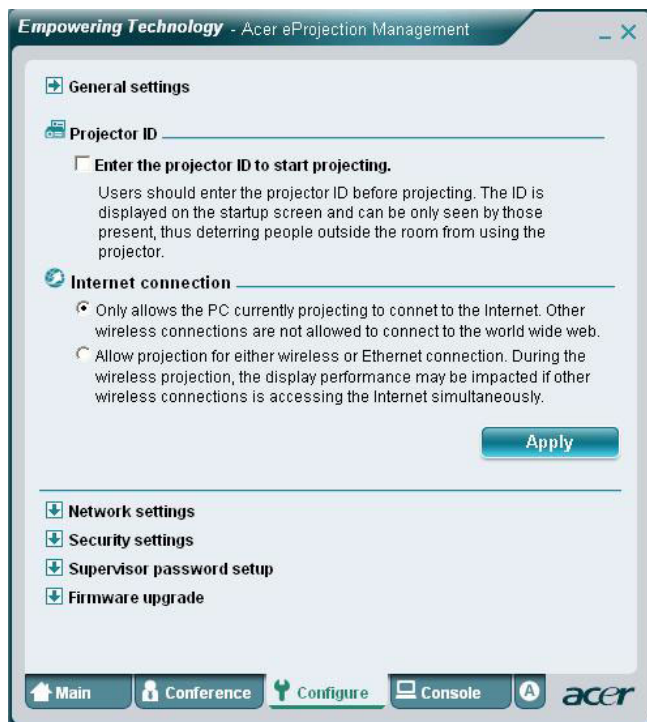 Empowering Technology - Acer eProjection Management
General settings
Projector ID
Enter the projector ID to start projecting.
Users should enter the projector ID before projecting. The ID is
displayed on the startup screen and can be only seen by those
present, thus deterring people outside the room from using the
projector.
Internet connection
Only allows the PC currently projecting to connet to the Internet. Other
wireless connections are not allowed to connect to the world wide web.
Allow projection for either wireless or Ethernet connection. During the
wireless projection, the display performance may be impacted if other
wireless connections is accessing the Internet simultaneously.
Apply
Network settings
Security settings
Supervisor password setup
Firmware upgrade
Main Conference Configure Console A acer